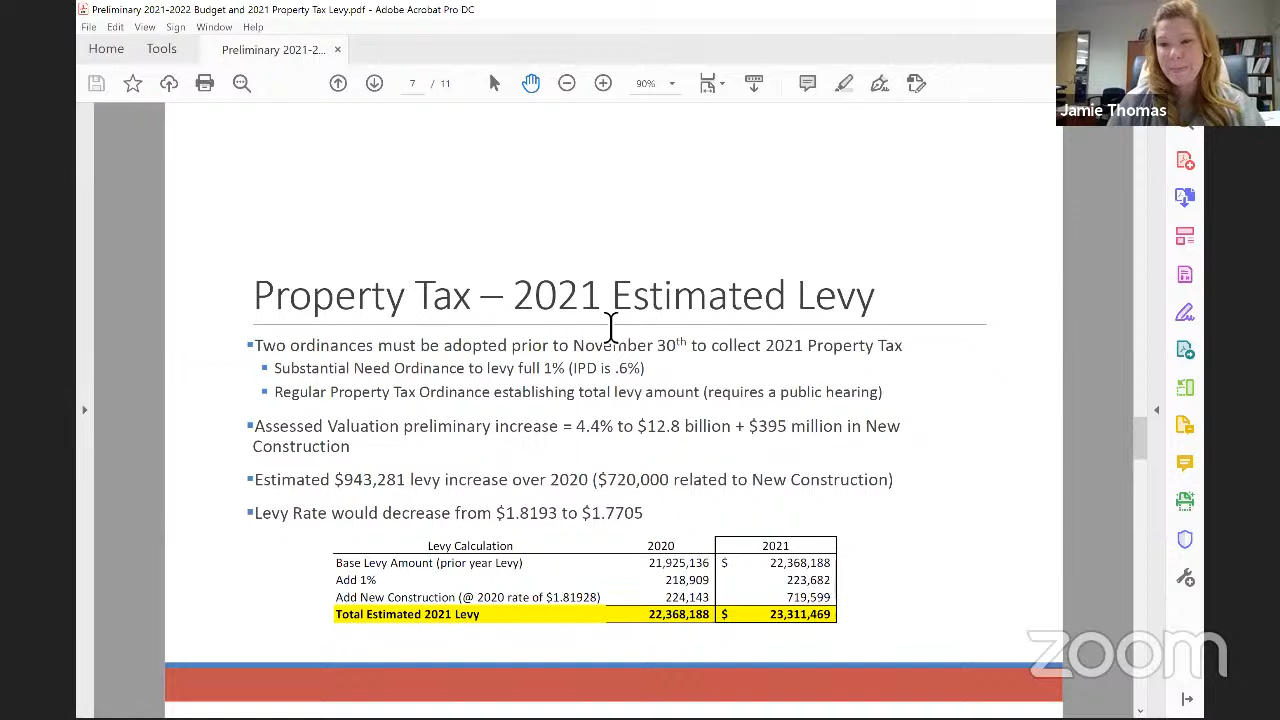 Preliminary 2021-2022 Budget and 2021 Property Tax Levy.pdf - Adobe Acrobat Pro DC
File Edit View Sign Window Help
Home Tools Preliminary 2021-2... ×
7 / 11 90%
Jamie Thomas
Property Tax – 2021 Estimated Levy
Two ordinances must be adopted prior to November 30th to collect 2021 Property Tax
Substantial Need Ordinance to levy full 1% (IPD is .6%)
Regular Property Tax Ordinance establishing total levy amount (requires a public hearing)
Assessed Valuation preliminary increase = 4.4% to $12.8 billion + $395 million in New
Construction
Estimated $943,281 levy increase over 2020 ($720,000 related to New Construction)
Levy Rate would decrease from $1.8193 to $1.7705
Levy Calculation 2020 2021
Base Levy Amount (prior year Levy) 21,925,136 $ 22,368,188
Add 1% 218,909 223,682
Add New Construction (@ 2020 rate of $1.81928) 224,143 719,599
Total Estimated 2021 Levy 22,368,188 $ 23,311,469
zoom